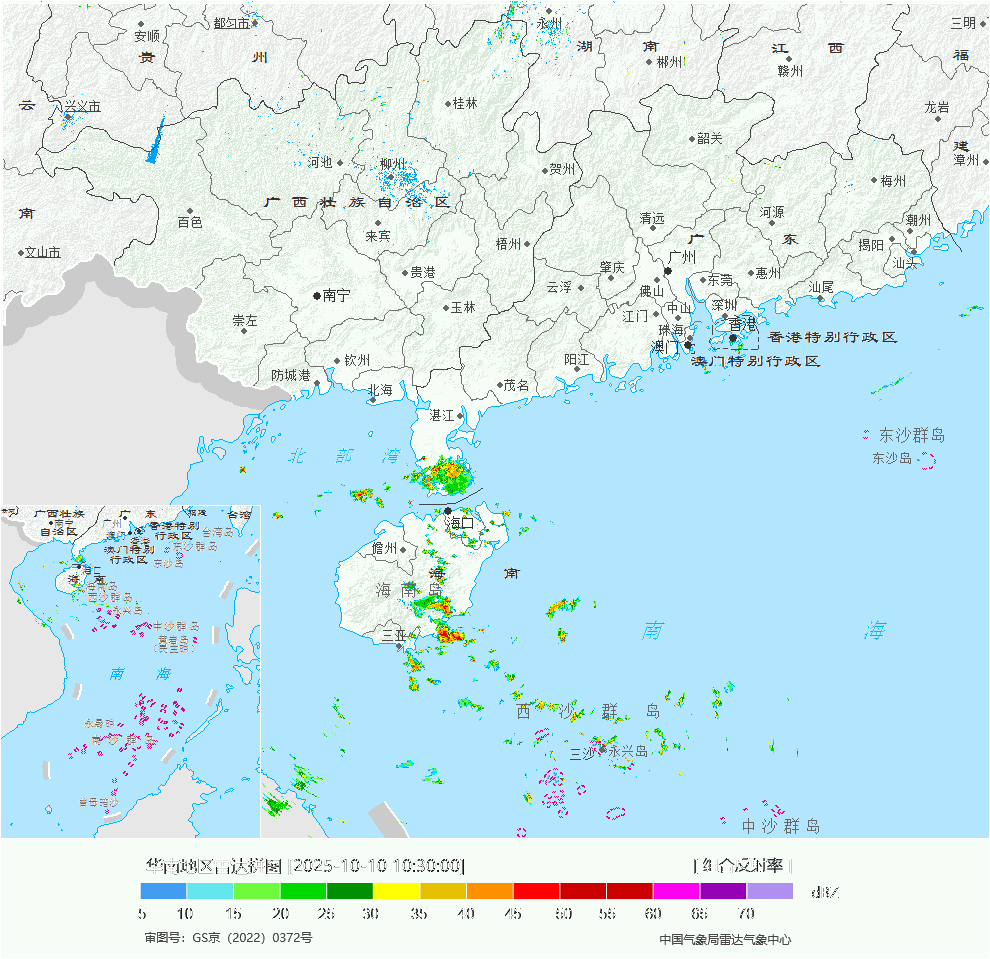 永州
三明
都匀市
安顺
湖 南
江 西
贵 州
福
郴州
赣州
云
兴义市
桂林
龙岩
韶关
建
河池
柳州
贺州
漳州
梅州
广 西 壮 族 自 治 区
南
百色
清远
河源
潮州
来宾
梧州
广 东
揭阳
文山市
广州
汕头
贵港
肇庆
惠州
东莞
南宁
云浮
佛山
汕尾
玉林
中山
深圳
崇左
江门
珠海
香港
香港特别行政区
澳门
澳门特别行政区
钦州
阳江
防城港
北海
茂名
湛江
东沙群岛
北 部 湾
东沙岛
广西壮族
自治区
广 东
台湾
南宁
广州
香港特别
行政区
海口
台湾岛
澳门特别
行政区
东沙群岛
儋州
东沙岛
海 南
海 南
海 南 岛
西沙群岛
永兴岛
中沙群岛
黄岩岛
三亚
南 海
南 海
西 沙 群 岛
永暑礁
南 沙 群 岛
三沙
永兴岛
曾母暗沙
中沙群岛
华南地区雷达拼图 [2025-10-10 10:30:00]
[ 组合反射率 ]
dBZ
5 10 15 20 25 30 35 40 45 50 55 60 65 70
审图号：GS京（2022）0372号
中国气象局雷达气象中心